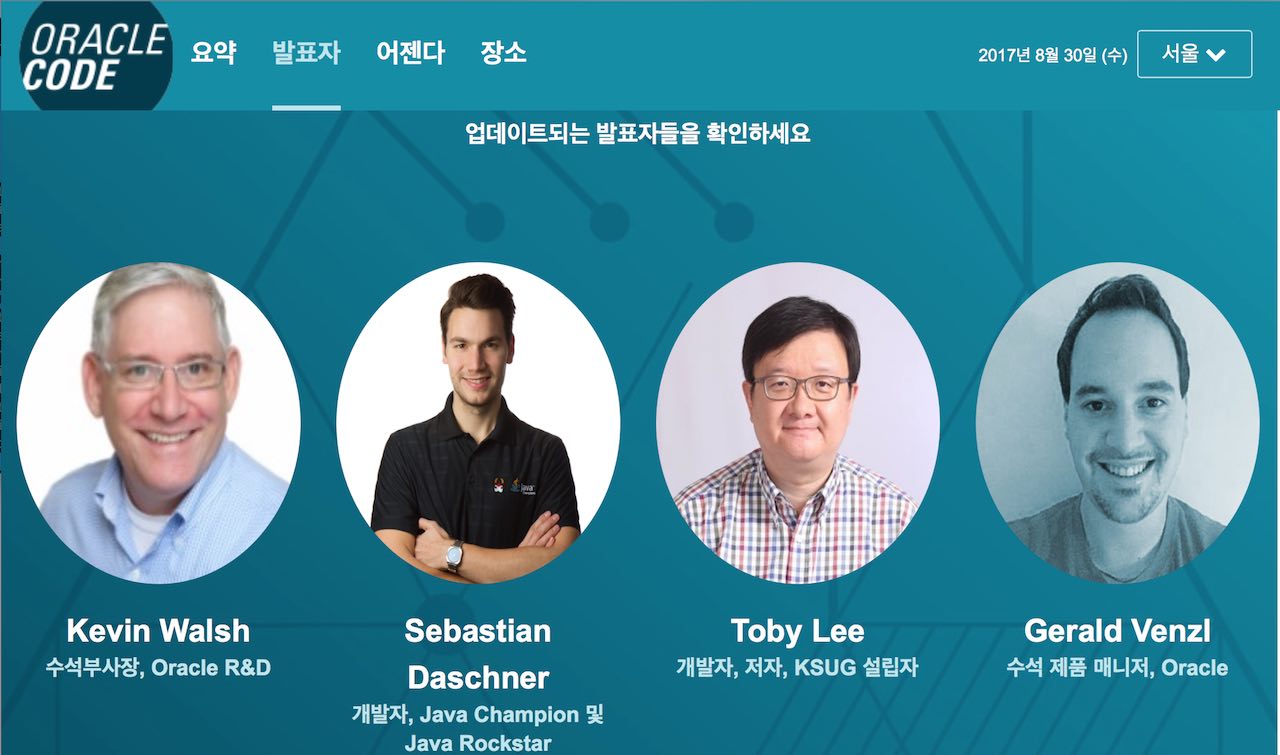 ORACLE
CODE
요약 발표자 어젠다 장소
2017년 8월 30일 (수)
서울
업데이트되는 발표자들을 확인하세요
Java
Kevin Walsh
수석부사장, Oracle R&D
Sebastian
Daschner
개발자, Java Champion 및
Java Rockstar
Toby Lee
개발자, 저자, KSUG 설립자
Gerald Venzl
수석 제품 매니저, Oracle